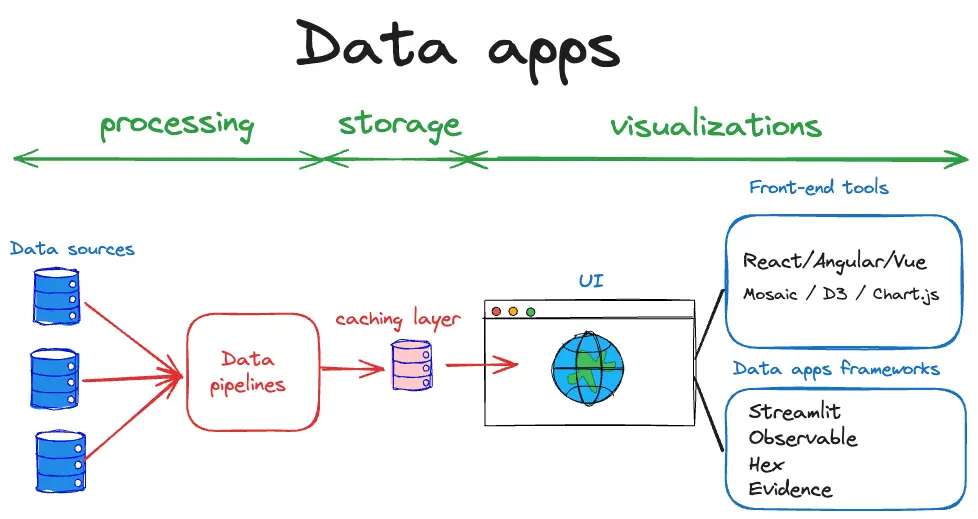 Data apps
processing
storage
visualizations
Front-end tools
React/Angular/Vue
Mosaic / D3 / Chart.js
Data sources
Data
pipelines
caching layer
UI
Data apps frameworks
Streamlit
Observable
Hex
Evidence